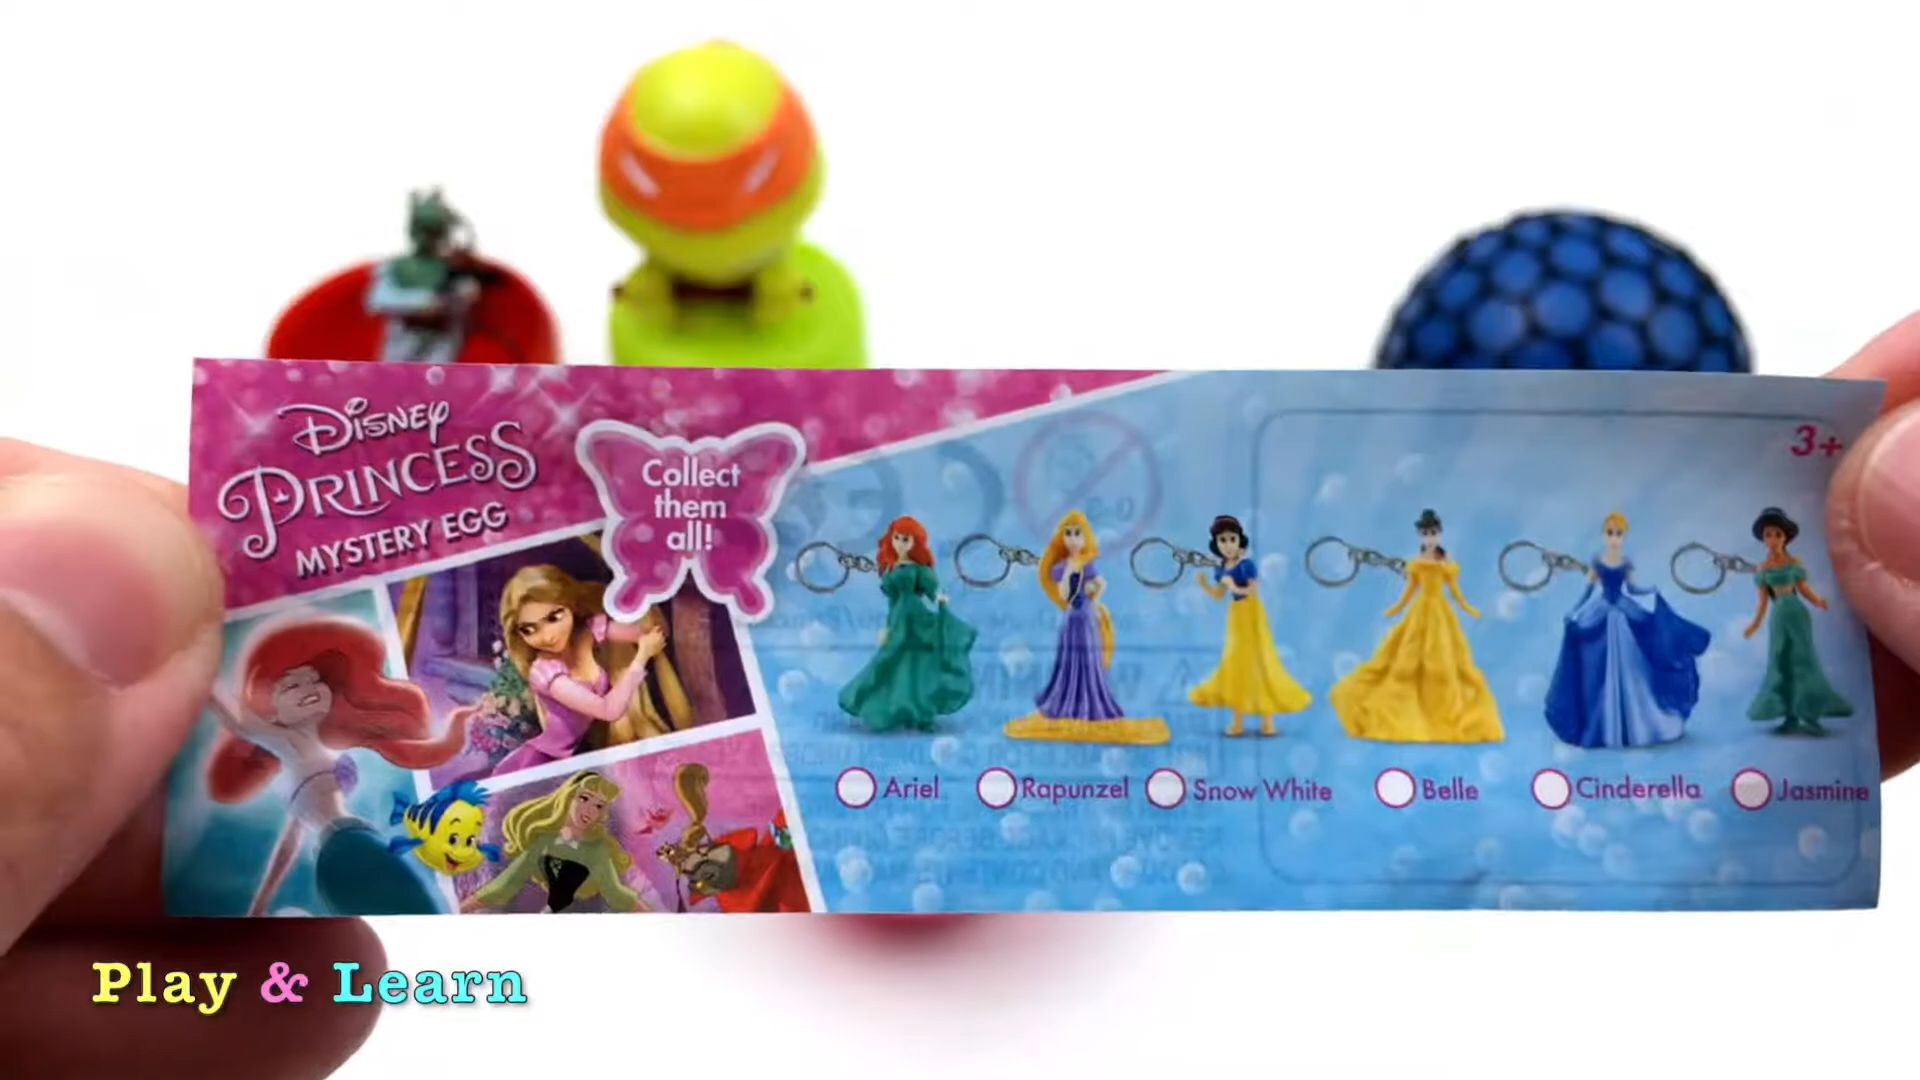 Disney
PRINCESS
MYSTERY EGG
Collect
them
all!
3+
Ariel
Rapunzel
Snow White
Belle
Cinderella
Jasmine
Play & Learn